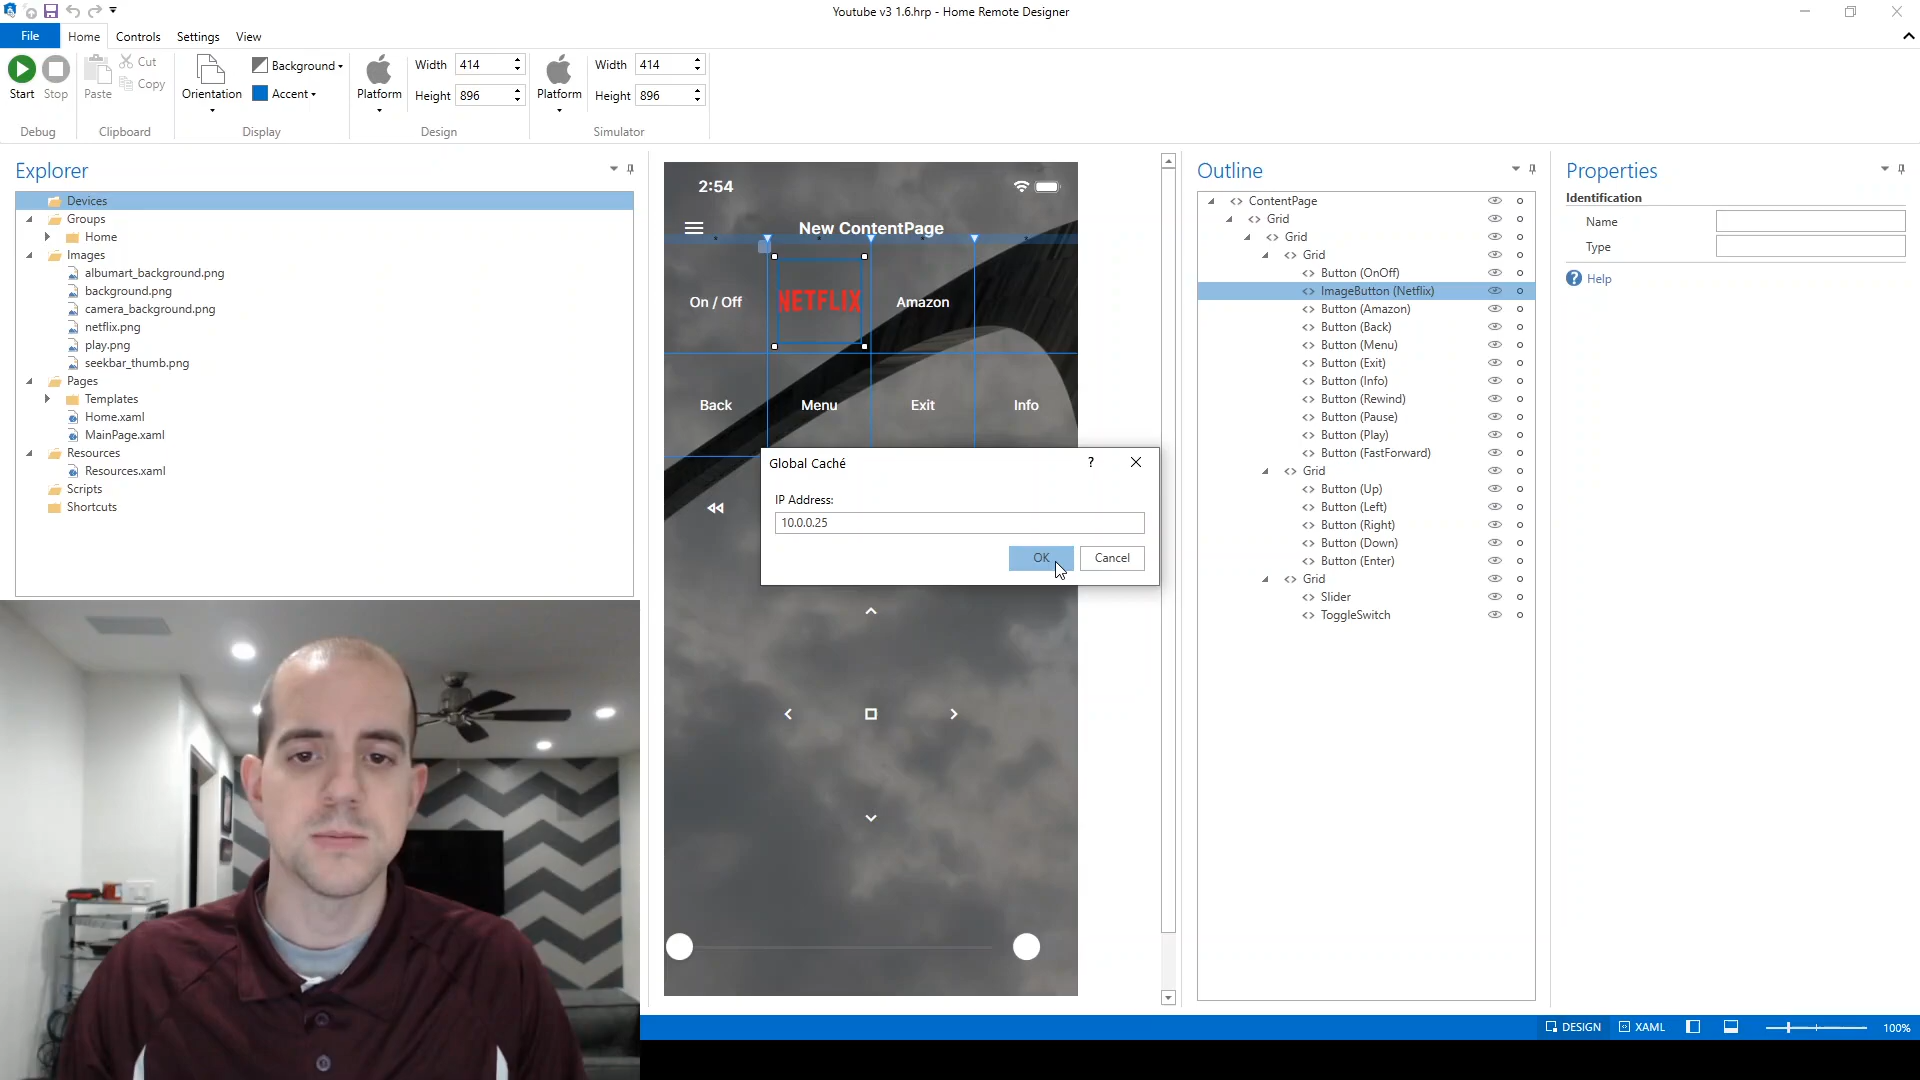 Youtube v3 1.6.hrp - Home Remote Designer
File Home Controls Settings View
Start Stop
Debug
Paste Cut Copy
Clipboard
Orientation Background Accent
Display
Platform Width 414 Height 896
Design
Platform Width 414 Height 896
Simulator
Explorer
Devices
Groups
Home
Images
albumart_background.png
background.png
camera_background.png
netflix.png
play.png
seekbar_thumb.png
Pages
Templates
Home.xaml
MainPage.xaml
Resources
Resources.xaml
Scripts
Shortcuts
2:54
New ContentPage
On / Off NETFLIX Amazon
Back Menu Exit Info
Global Caché ?
IP Address:
10.0.0.25
OK Cancel
Outline
ContentPage
Grid
Grid
Grid
Button (OnOff)
ImageButton (Netflix)
Button (Amazon)
Button (Back)
Button (Menu)
Button (Exit)
Button (Info)
Button (Rewind)
Button (Pause)
Button (Play)
Button (FastForward)
Grid
Button (Up)
Button (Left)
Button (Right)
Button (Down)
Button (Enter)
Grid
Slider
ToggleSwitch
Properties
Identification
Name
Type
? Help
DESIGN XAML 100%